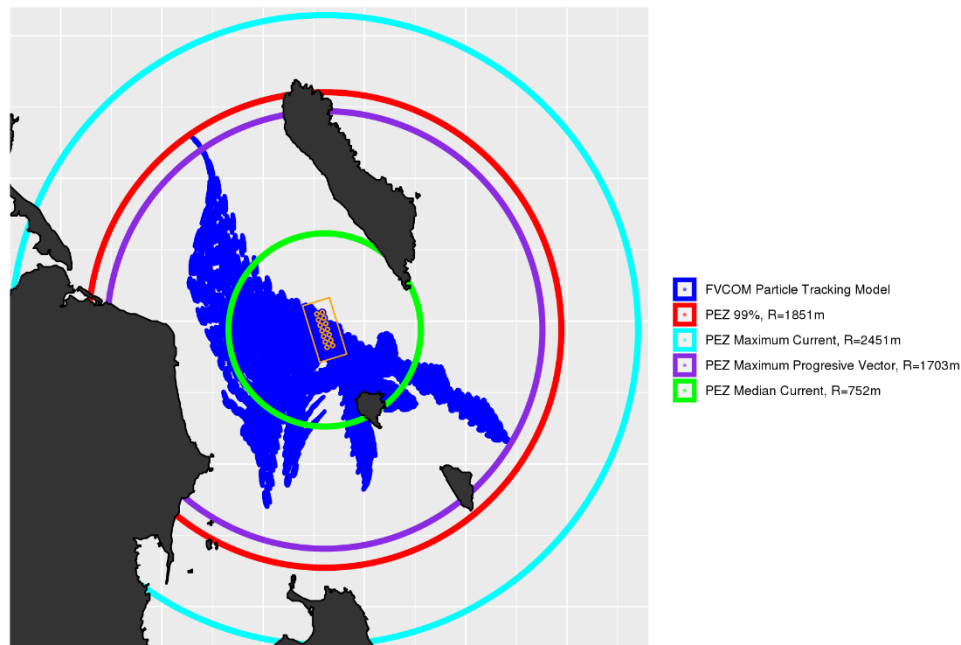 FVCOM Particle Tracking Model
PEZ 99%, R=1851m
PEZ Maximum Current, R=2451m
PEZ Maximum Progresive Vector, R=1703m
PEZ Median Current, R=752m